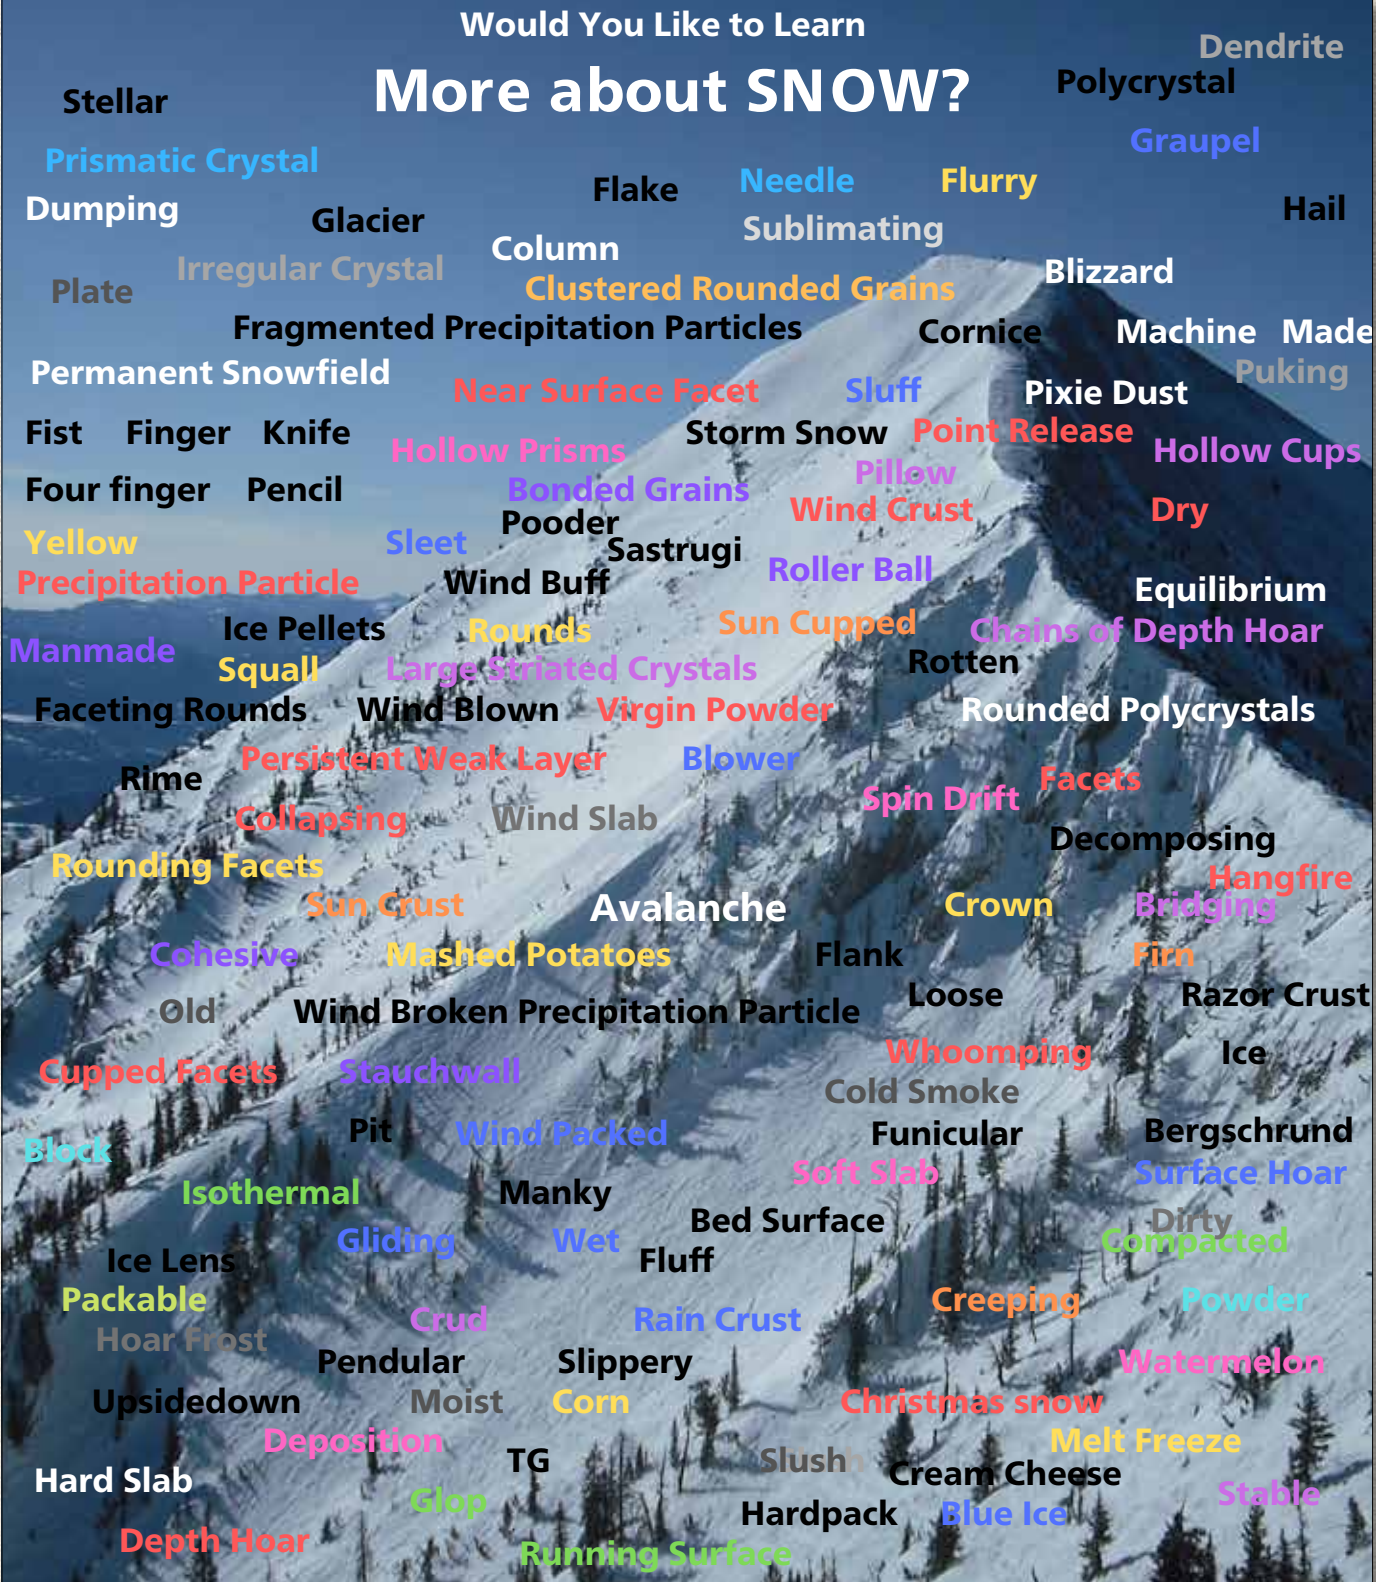 Would You Like to Learn
More about SNOW?
Dendrite
Polycrystal
Stellar
Graupel
Prismatic Crystal
Needle
Flurry
Flake
Dumping
Hail
Glacier
Sublimating
Column
Irregular Crystal
Blizzard
Plate
Clustered Rounded Grains
Fragmented Precipitation Particles
Cornice
Machine Made
Permanent Snowfield
Puking
Near Surface Facet
Sluff
Pixie Dust
Fist Finger Knife
Storm Snow
Point Release
Hollow Prisms
Hollow Cups
Pillow
Four finger Pencil
Bonded Grains
Wind Crust
Dry
Pooder
Yellow
Sleet
Sastrugi
Roller Ball
Precipitation Particle
Wind Buff
Equilibrium
Sun Cupped
Ice Pellets
Rounds
Chains of Depth Hoar
Manmade
Rotten
Squall
Large Striated Crystals
Faceting Rounds
Wind Blown
Virgin Powder
Rounded Polycrystals
Persistent Weak Layer
Blower
Rime
Facets
Spin Drift
Collapsing
Wind Slab
Decomposing
Rounding Facets
Hangfire
Sun Crust
Avalanche
Crown
Bridging
Cohesive
Mashed Potatoes
Flank
Firn
Loose
Razor Crust
Old
Wind Broken Precipitation Particle
Whoomping
Ice
Cupped Facets
Stauchwall
Cold Smoke
Pit
Wind Packed
Funicular
Bergschrund
Block
Soft Slab
Surface Hoar
Isothermal
Manky
Bed Surface
Dirty
Gliding
Wet
Compacted
Ice Lens
Fluff
Packable
Creeping
Powder
Crud
Rain Crust
Hoar Frost
Pendular
Slippery
Watermelon
Upsidedown
Moist
Corn
Christmas snow
Deposition
Melt Freeze
TG
Slush
Cream Cheese
Hard Slab
Stable
Glop
Hardpack
Blue Ice
Depth Hoar
Running Surface